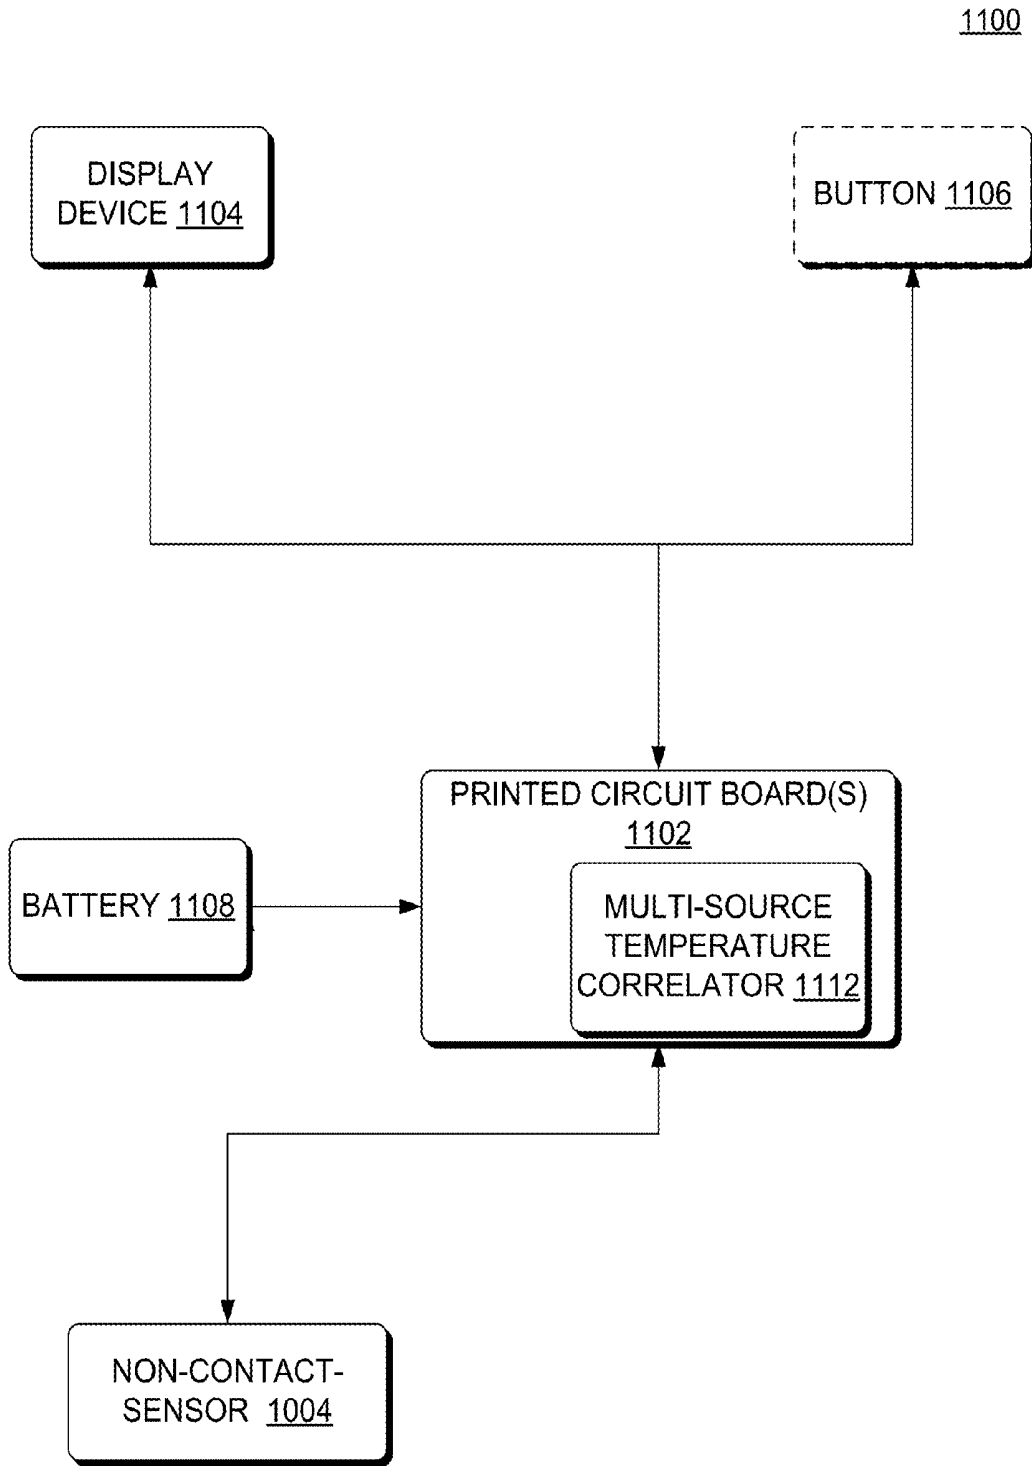 1100
DISPLAY
DEVICE 1104
BUTTON 1106
PRINTED CIRCUIT BOARD(S)
1102
BATTERY 1108
MULTI-SOURCE
TEMPERATURE
CORRELATOR 1112
NON-CONTACT-
SENSOR 1004